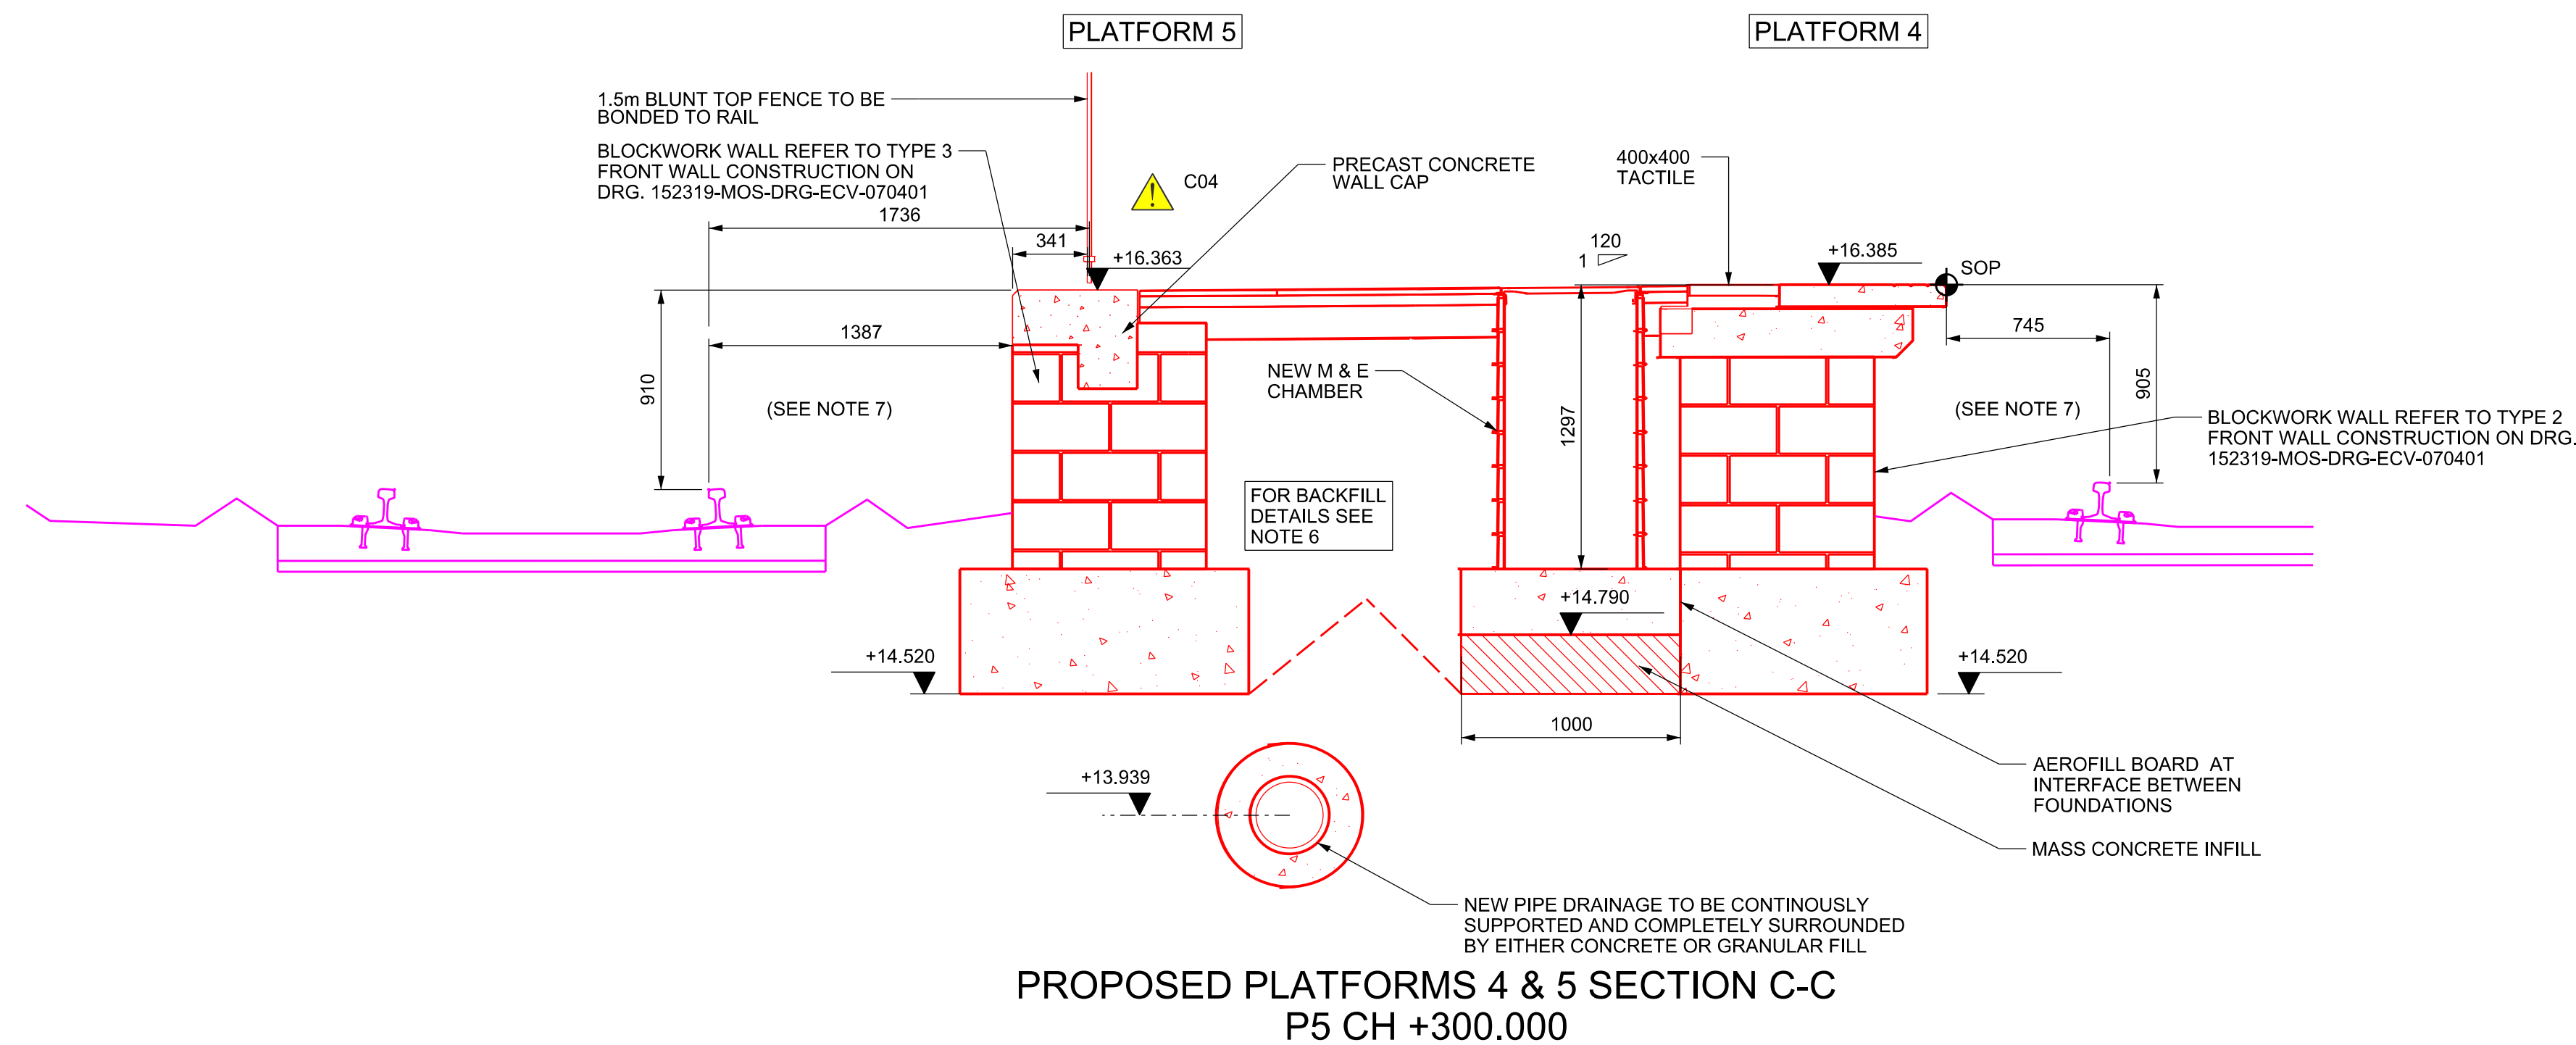 PLATFORM 5
PLATFORM 4
1.5m BLUNT TOP FENCE TO BE
BONDED TO RAIL
BLOCKWORK WALL REFER TO TYPE 3
FRONT WALL CONSTRUCTION ON
DRG. 152319-MOS-DRG-ECV-070401
1736
341
C04
+16.363
PRECAST CONCRETE
WALL CAP
400x400
TACTILE
120
1
+16.385
SOP
745
905
910
1387
(SEE NOTE 7)
NEW M & E
CHAMBER
1297
(SEE NOTE 7)
BLOCKWORK WALL REFER TO TYPE 2
FRONT WALL CONSTRUCTION ON DRG.
152319-MOS-DRG-ECV-070401
FOR BACKFILL
DETAILS SEE
NOTE 6
+14.790
+14.520
+14.520
1000
+13.939
AEROFILL BOARD AT
INTERFACE BETWEEN
FOUNDATIONS
MASS CONCRETE INFILL
NEW PIPE DRAINAGE TO BE CONTINOUSLY
SUPPORTED AND COMPLETELY SURROUNDED
BY EITHER CONCRETE OR GRANULAR FILL
PROPOSED PLATFORMS 4 & 5 SECTION C-C
P5 CH +300.000